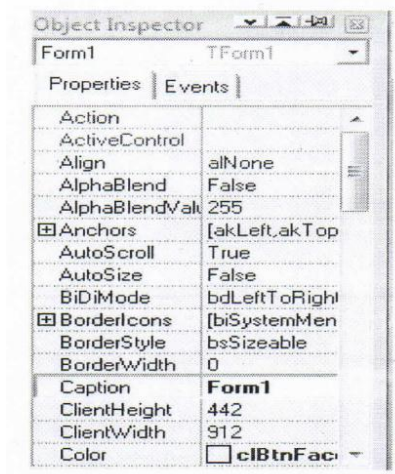 Object Inspector
Form1 TForm1
Properties Events
Action
ActiveControl
Align alNone
AlphaBlend False
AlphaBlendValu 255
Anchors [akLeft,akTop
AutoScroll True
AutoSize False
BiDiMode bdLeftToRight
BorderIcons [biSystemMen
BorderStyle bsSizeable
BorderWidth 0
Caption Form1
ClientHeight 442
ClientWidth 912
Color clBtnFac